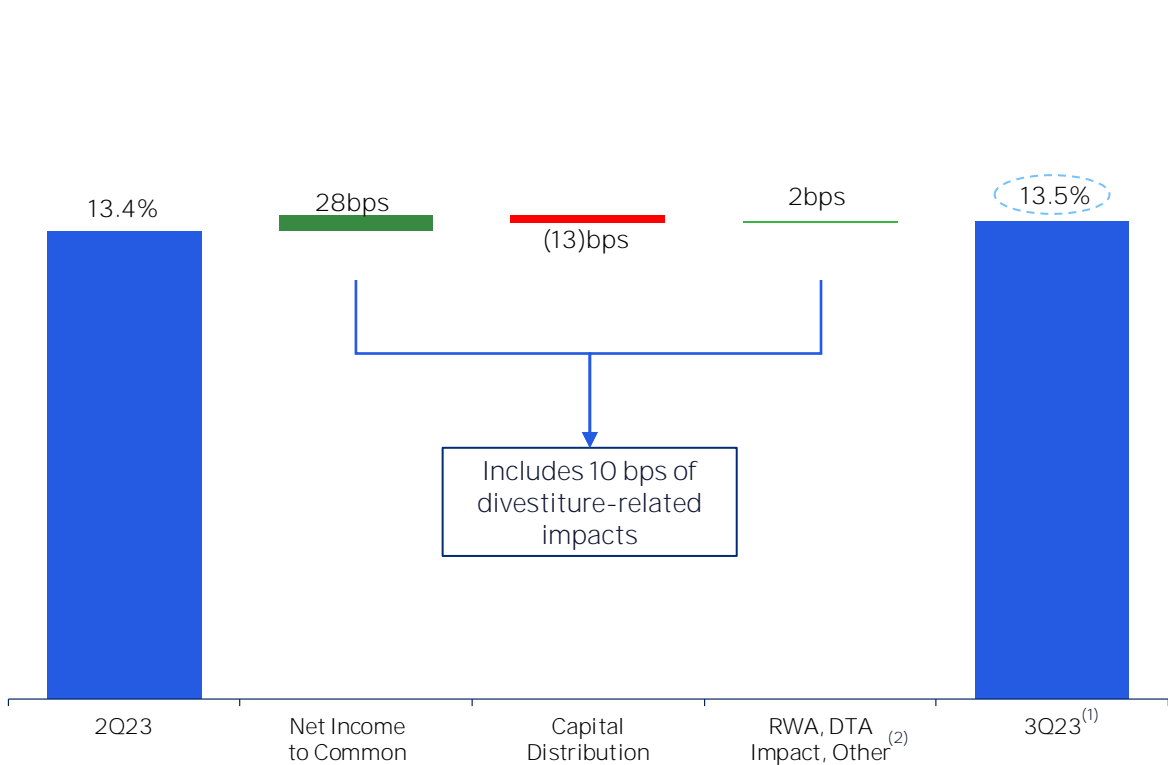 13.4%
28bps
(13)bps
2bps
13.5%
Includes 10 bps of
divestiture-related
impacts
2Q23
Net Income
to Common
Capital
Distribution
RWA, DTA
Impact, Other(2)
3Q23(1)